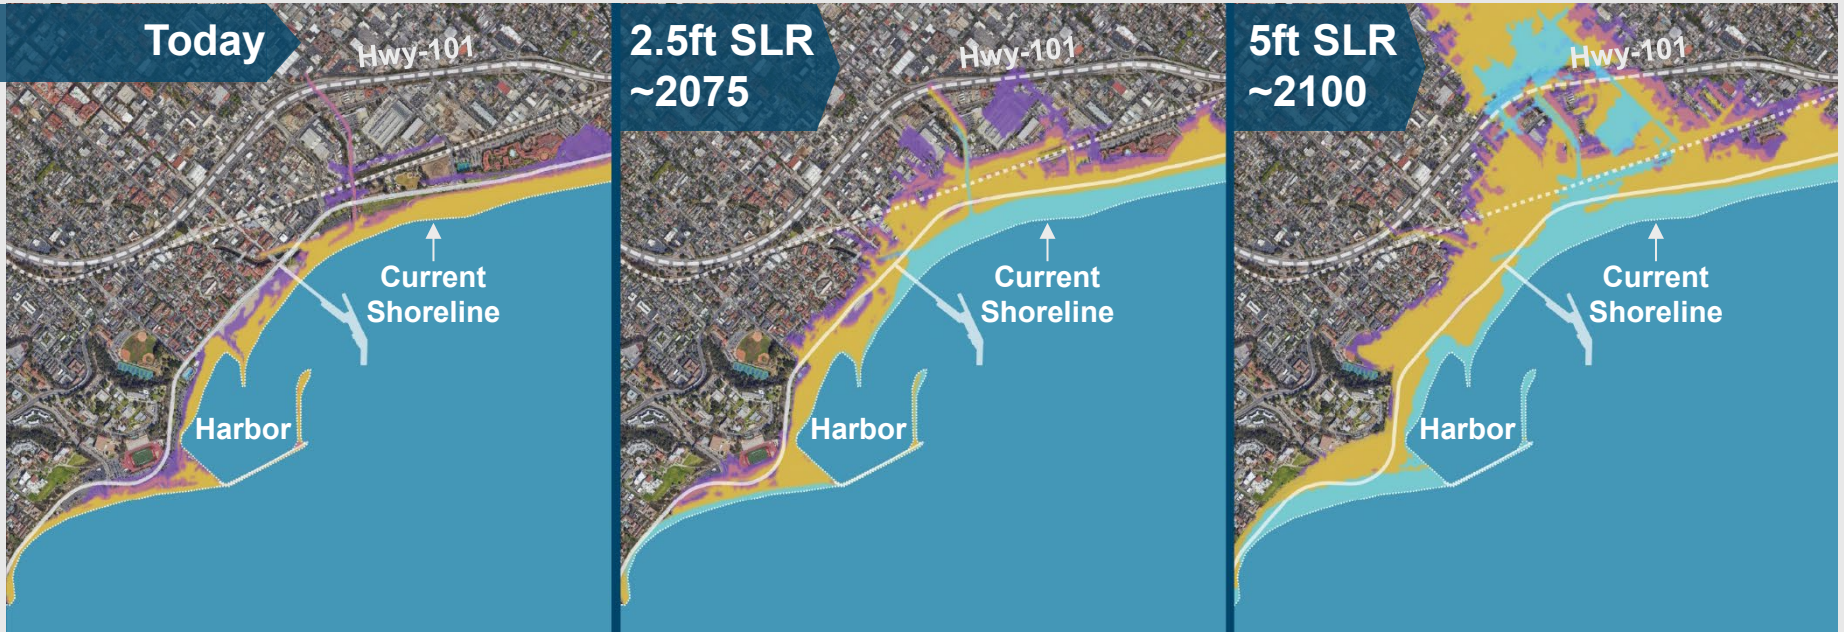 Today
Hwy-101
Current
Shoreline
Harbor
2.5ft SLR
~2075
Hwy-101
Current
Shoreline
Harbor
5ft SLR
~2100
Hwy-101
Current
Shoreline
Harbor